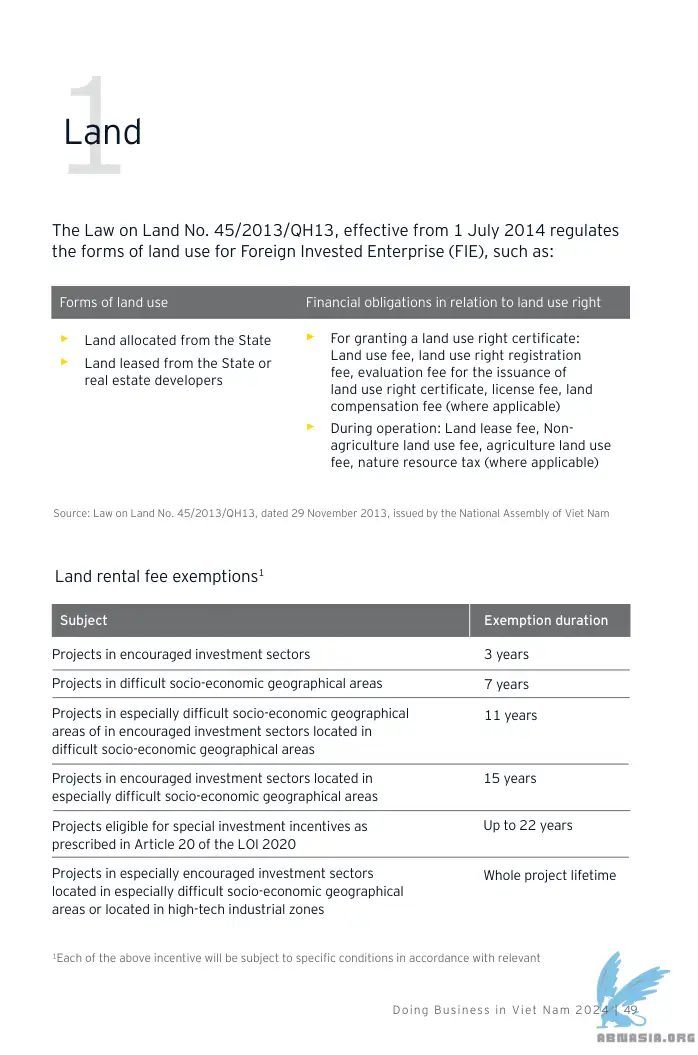 1
Land
The Law on Land No. 45/2013/QH13, effective from 1 July 2014 regulates
the forms of land use for Foreign Invested Enterprise (FIE), such as:
Forms of land use
Financial obligations in relation to land use right
► Land allocated from the State
► Land leased from the State or
real estate developers
► For granting a land use right certificate:
Land use fee, land use right registration
fee, evaluation fee for the issuance of
land use right certificate, license fee, land
compensation fee (where applicable)
► During operation: Land lease fee, Non-
agriculture land use fee, agriculture land use
fee, nature resource tax (where applicable)
Source: Law on Land No. 45/2013/QH13, dated 29 November 2013, issued by the National Assembly of Viet Nam
Land rental fee exemptions¹
Subject
Exemption duration
Projects in encouraged investment sectors
3 years
Projects in difficult socio-economic geographical areas
7 years
Projects in especially difficult socio-economic geographical
areas of in encouraged investment sectors located in
difficult socio-economic geographical areas
11 years
Projects in encouraged investment sectors located in
especially difficult socio-economic geographical areas
15 years
Projects eligible for special investment incentives as
prescribed in Article 20 of the LOI 2020
Up to 22 years
Projects in especially encouraged investment sectors
located in especially difficult socio-economic geographical
areas or located in high-tech industrial zones
Whole project lifetime
¹Each of the above incentive will be subject to specific conditions in accordance with relevant
Doing Business in Viet Nam 2024 | 49
ABNASIA.ORG